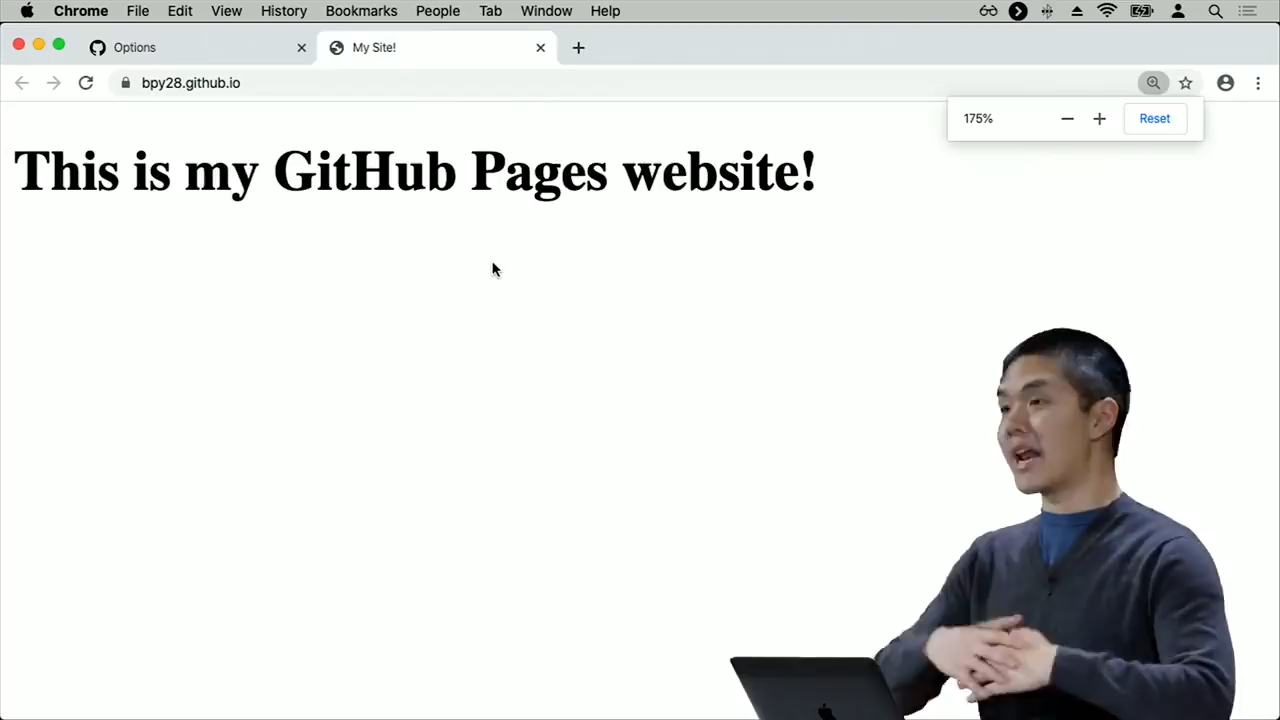 Chrome File Edit View History Bookmarks People Tab Window Help
Options
My Site!
bpy28.github.io
175%
Reset
This is my GitHub Pages website!